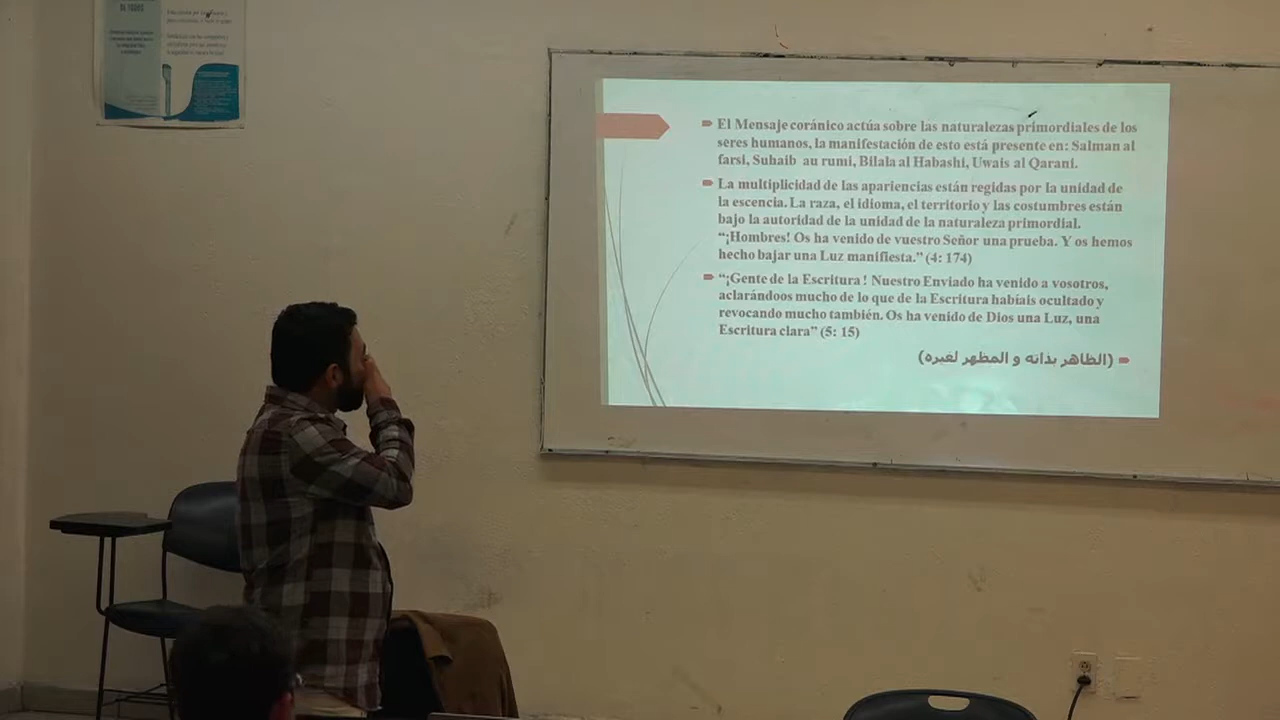 El Mensaje coránico actúa sobre las naturalezas primordiales de los
seres humanos, la manifestación de esto está presente en: Salman al
farsi, Suhaib au rumi, Bilala al Habashi, Uwais al Qarani.
La multiplicidad de las apariencias están regidas por la unidad de
la escencia. La raza, el idioma, el territorio y las costumbres están
bajo la autoridad de la unidad de la naturaleza primordial.
“¡Hombres! Os ha venido de vuestro Señor una prueba. Y os hemos
hecho bajar una Luz manifiesta.” (4: 174)
“¡Gente de la Escritura ! Nuestro Enviado ha venido a vosotros,
aclarándoos mucho de lo que de la Escritura habíais ocultado y
revocando mucho también. Os ha venido de Dios una Luz, una
Escritura clara” (5: 15)
(الظاهر بذاته و المظهر لغيره)